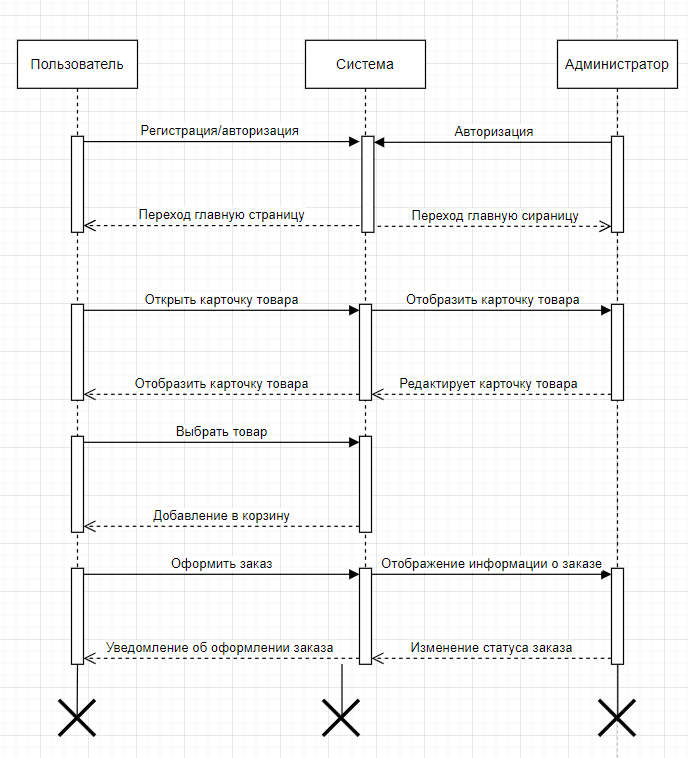 Пользователь
Система
Администратор
Регистрация/авторизация
Авторизация
Переход главную страницу
Переход главную сираницу
Открыть карточку товара
Отобразить карточку товара
Отобразить карточку товара
Редактирует карточку товара
Выбрать товар
Добавление в корзину
Оформить заказ
Отображение информации о заказе
Уведомление об оформлении заказа
Изменение статуса заказа